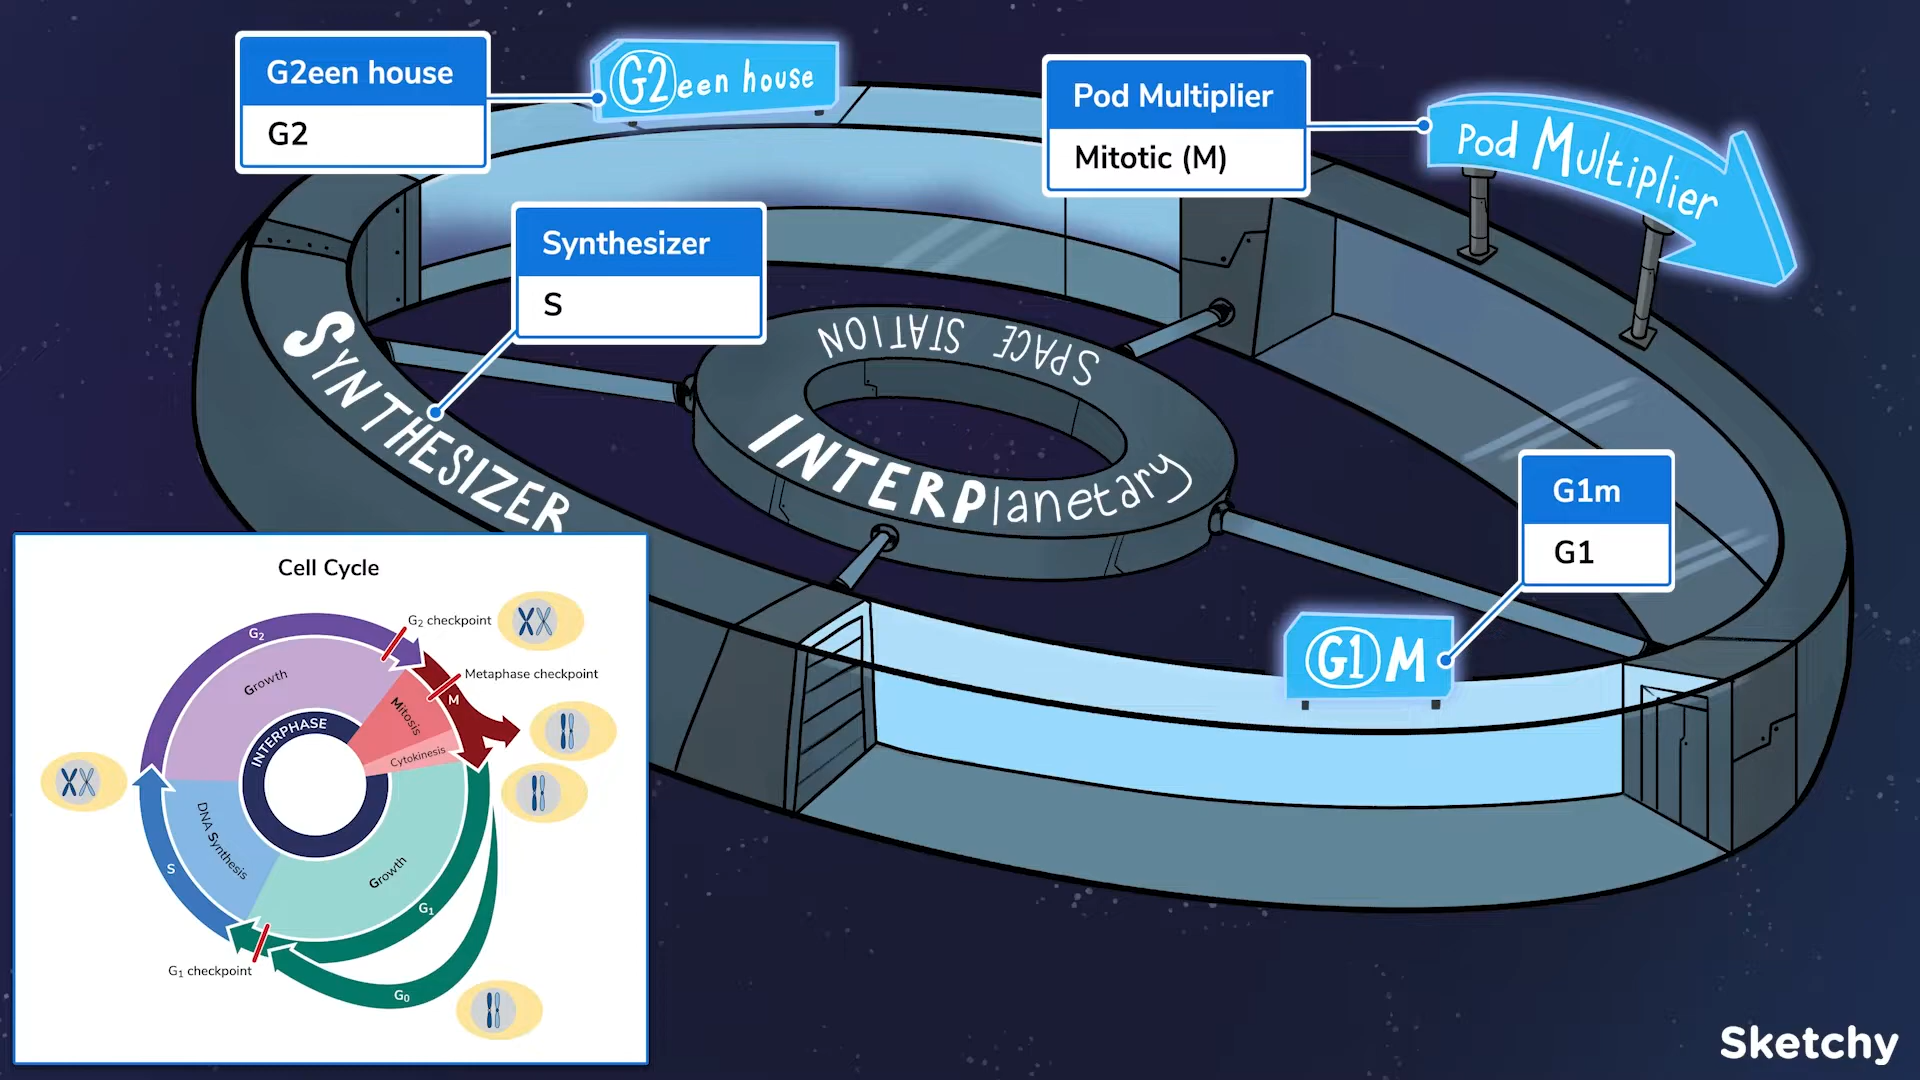 G2een house
G2
G2een house
Pod Multiplier
Mitotic (M)
Pod Multiplier
Synthesizer
S
SYNTHESIZER
SPACE STATION
INTERPlanetary
G1m
G1
G1M
Cell Cycle
G2 checkpoint
G2
Growth
Metaphase checkpoint
M
Mitosis
INTERPHASE
Cytokinesis
DNA Synthesis
S
Growth
G1
G1 checkpoint
G0
Sketchy